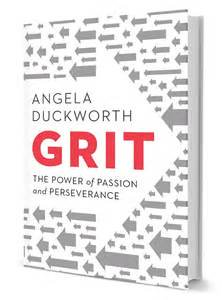 ANGELA
DUCKWORTH
GRIT
THE POWER of PASSION
and PERSEVERANCE